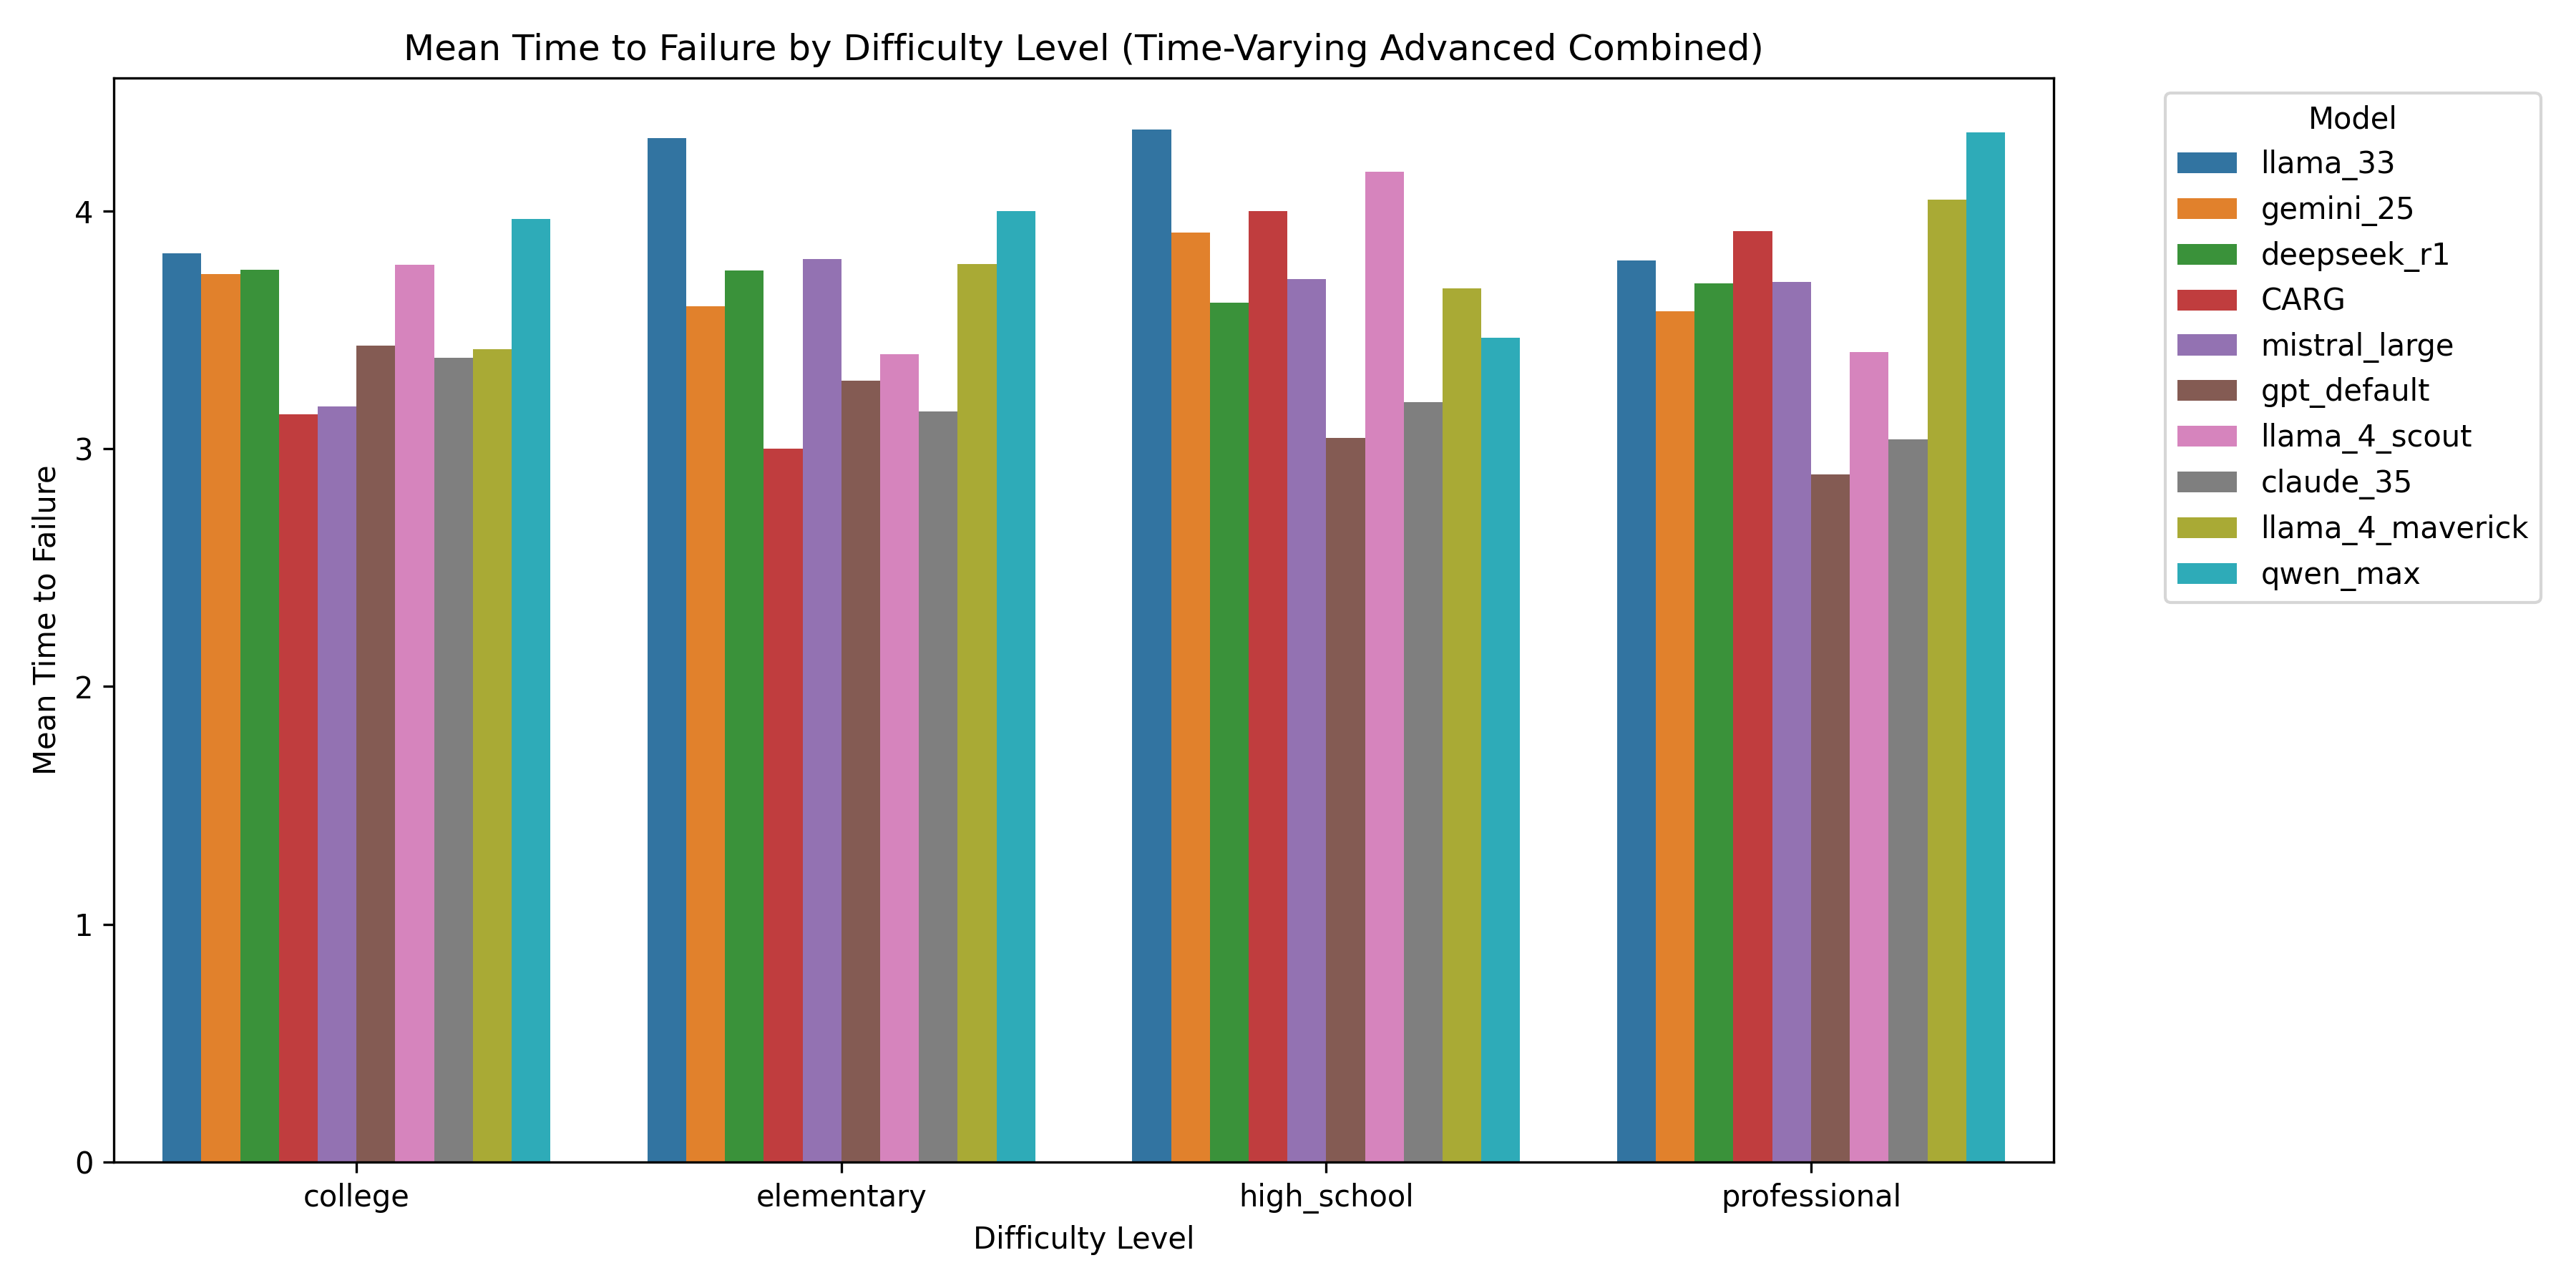 Mean Time to Failure by Difficulty Level (Time-Varying Advanced Combined)
Mean Time to Failure
4
3
2
1
0
college
elementary
high_school
professional
Difficulty Level
Model
llama_33
gemini_25
deepseek_r1
CARG
mistral_large
gpt_default
llama_4_scout
claude_35
llama_4_maverick
qwen_max